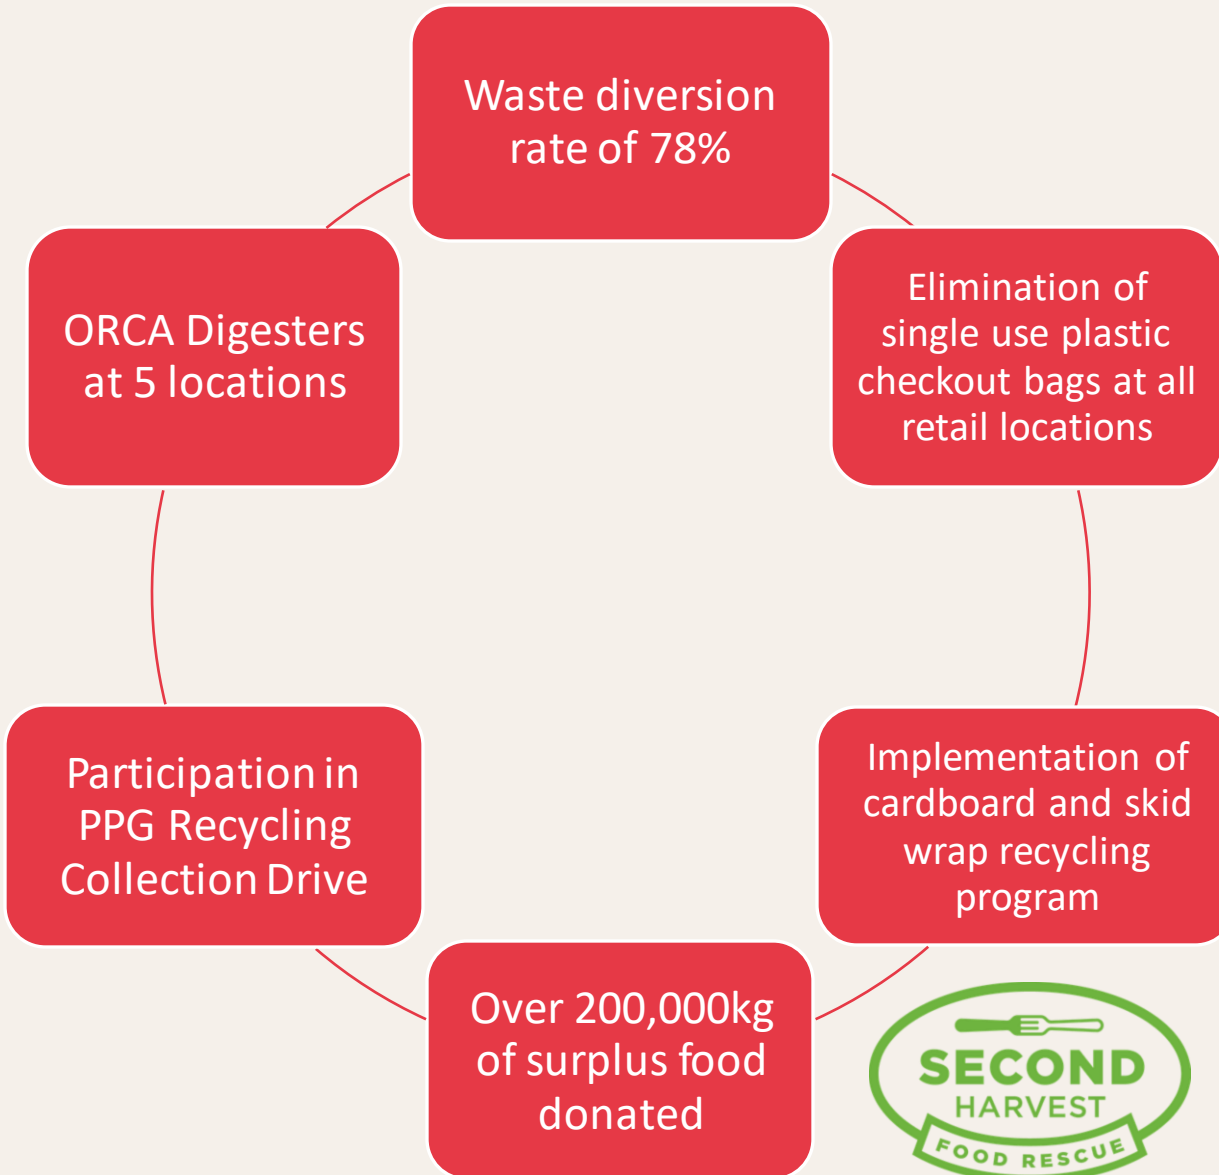 Waste diversion
rate of 78%
Elimination of
single use plastic
checkout bags at all
retail locations
Implementation of
cardboard and skid
wrap recycling
program
Over 200,000kg
of surplus food
donated
Participation in
PPG Recycling
Collection Drive
ORCA Digesters
at 5 locations
SECOND
HARVEST
FOOD RESCUE